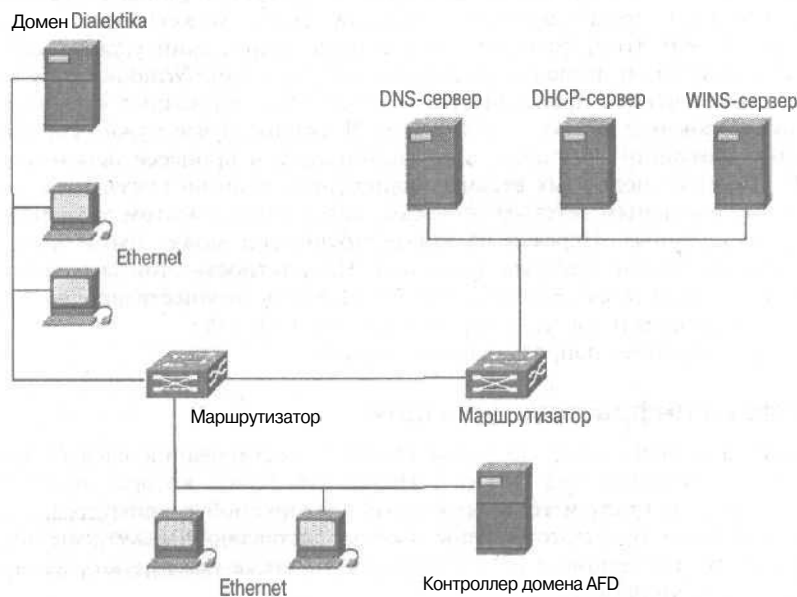 Домен Dialektika
DNS-сервер
DHCP-сервер
WINS-сервер
Ethernet
Маршрутизатор
Маршрутизатор
Ethernet
Контроллер домена AFD